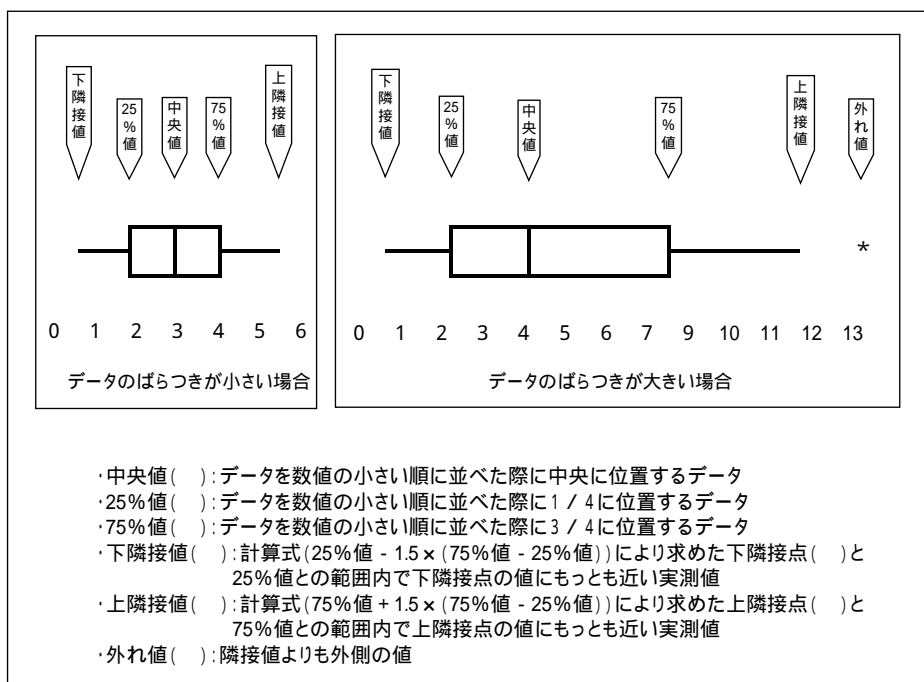 下隣接値
25%値
中央値
75%値
上隣接値
0 1 2 3 4 5 6
データのばらつきが小さい場合
下隣接値
25%値
中央値
75%値
上隣接値
外れ値
*
0 1 2 3 4 5 6 7 9 10 11 12 13
データのばらつきが大きい場合
・中央値( ):データを数値の小さい順に並べた際に中央に位置するデータ
・25%値( ):データを数値の小さい順に並べた際に1/4に位置するデータ
・75%値( ):データを数値の小さい順に並べた際に3/4に位置するデータ
・下隣接値( ):計算式(25%値-1.5×(75%値-25%値))により求めた下隣接点( )と
25%値との範囲内で下隣接点の値にもっとも近い実測値
・上隣接値( ):計算式(75%値+1.5×(75%値-25%値))により求めた上隣接点( )と
75%値との範囲内で上隣接点の値にもっとも近い実測値
・外れ値( ):隣接値よりも外側の値